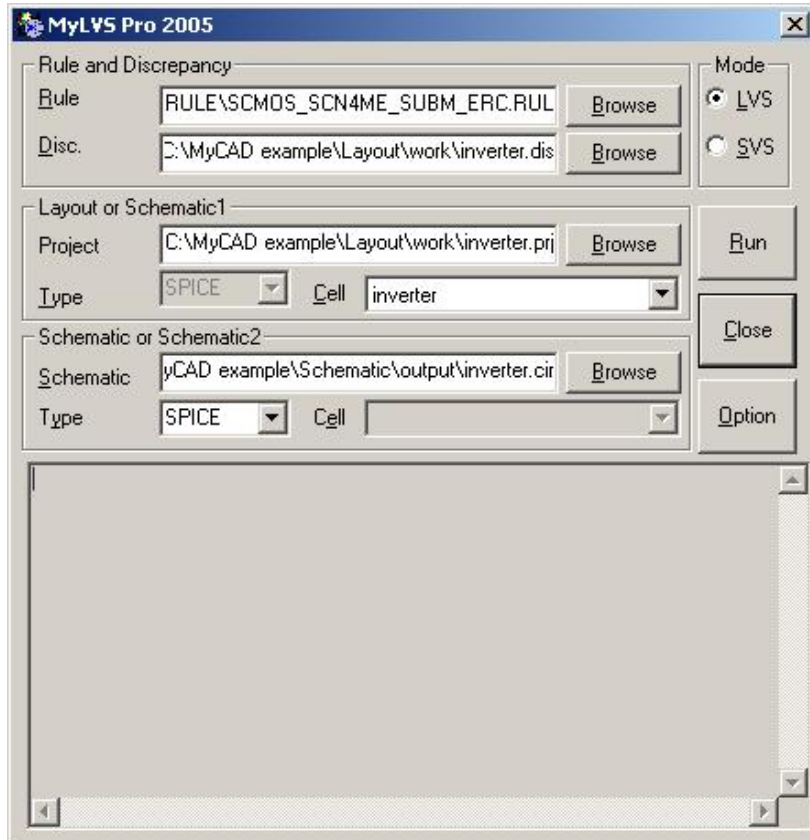 MyLVS Pro 2005
Rule and Discrepancy
Mode
Rule RULE\SCMOS_SCN4ME_SUBM_ERC.RUL Browse
LVS
Disc. C:\MyCAD example\Layout\work\inverter.dis Browse
SVS
Layout or Schematic1
Project C:\MyCAD example\Layout\work\inverter.prj Browse
Run
Type SPICE Cell inverter
Close
Schematic or Schematic2
Schematic yCAD example\Schematic\output\inverter.cir Browse
Type SPICE Cell
Option